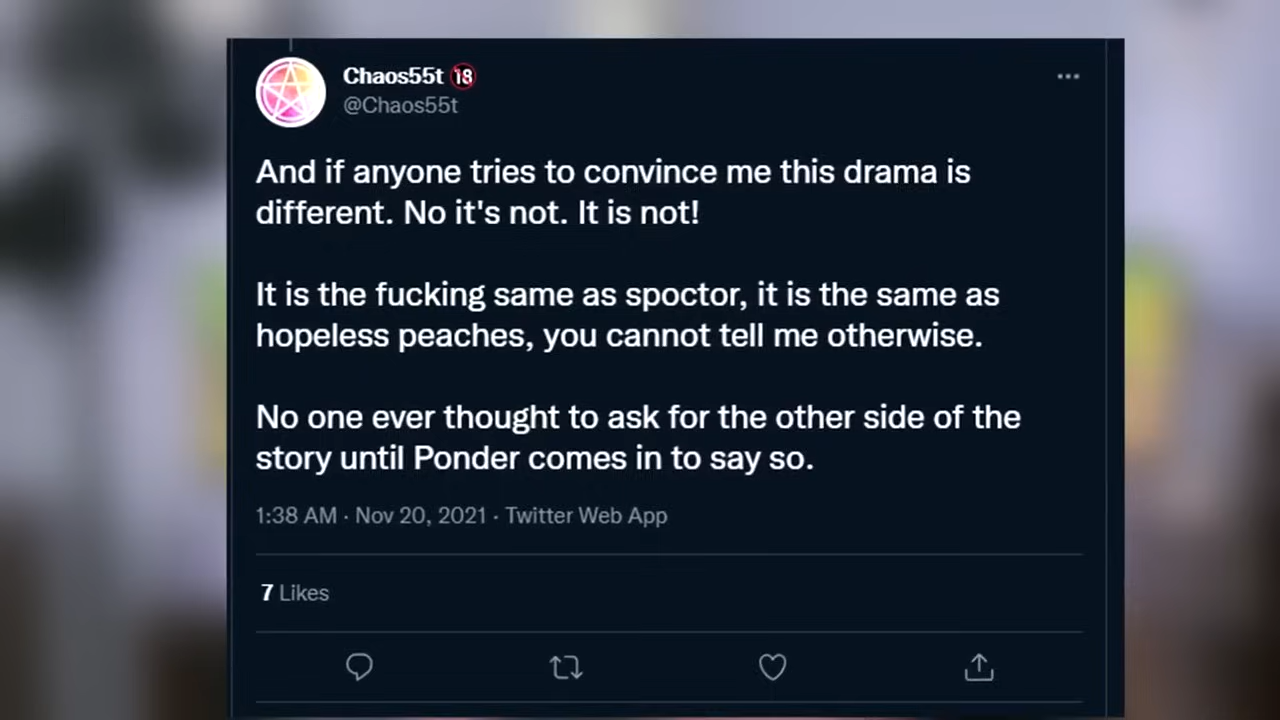 Chaos55t 🔞
@Chaos55t
And if anyone tries to convince me this drama is
different. No it's not. It is not!
It is the fucking same as spoctor, it is the same as
hopeless peaches, you cannot tell me otherwise.
No one ever thought to ask for the other side of the
story until Ponder comes in to say so.
1:38 AM · Nov 20, 2021 · Twitter Web App
7 Likes